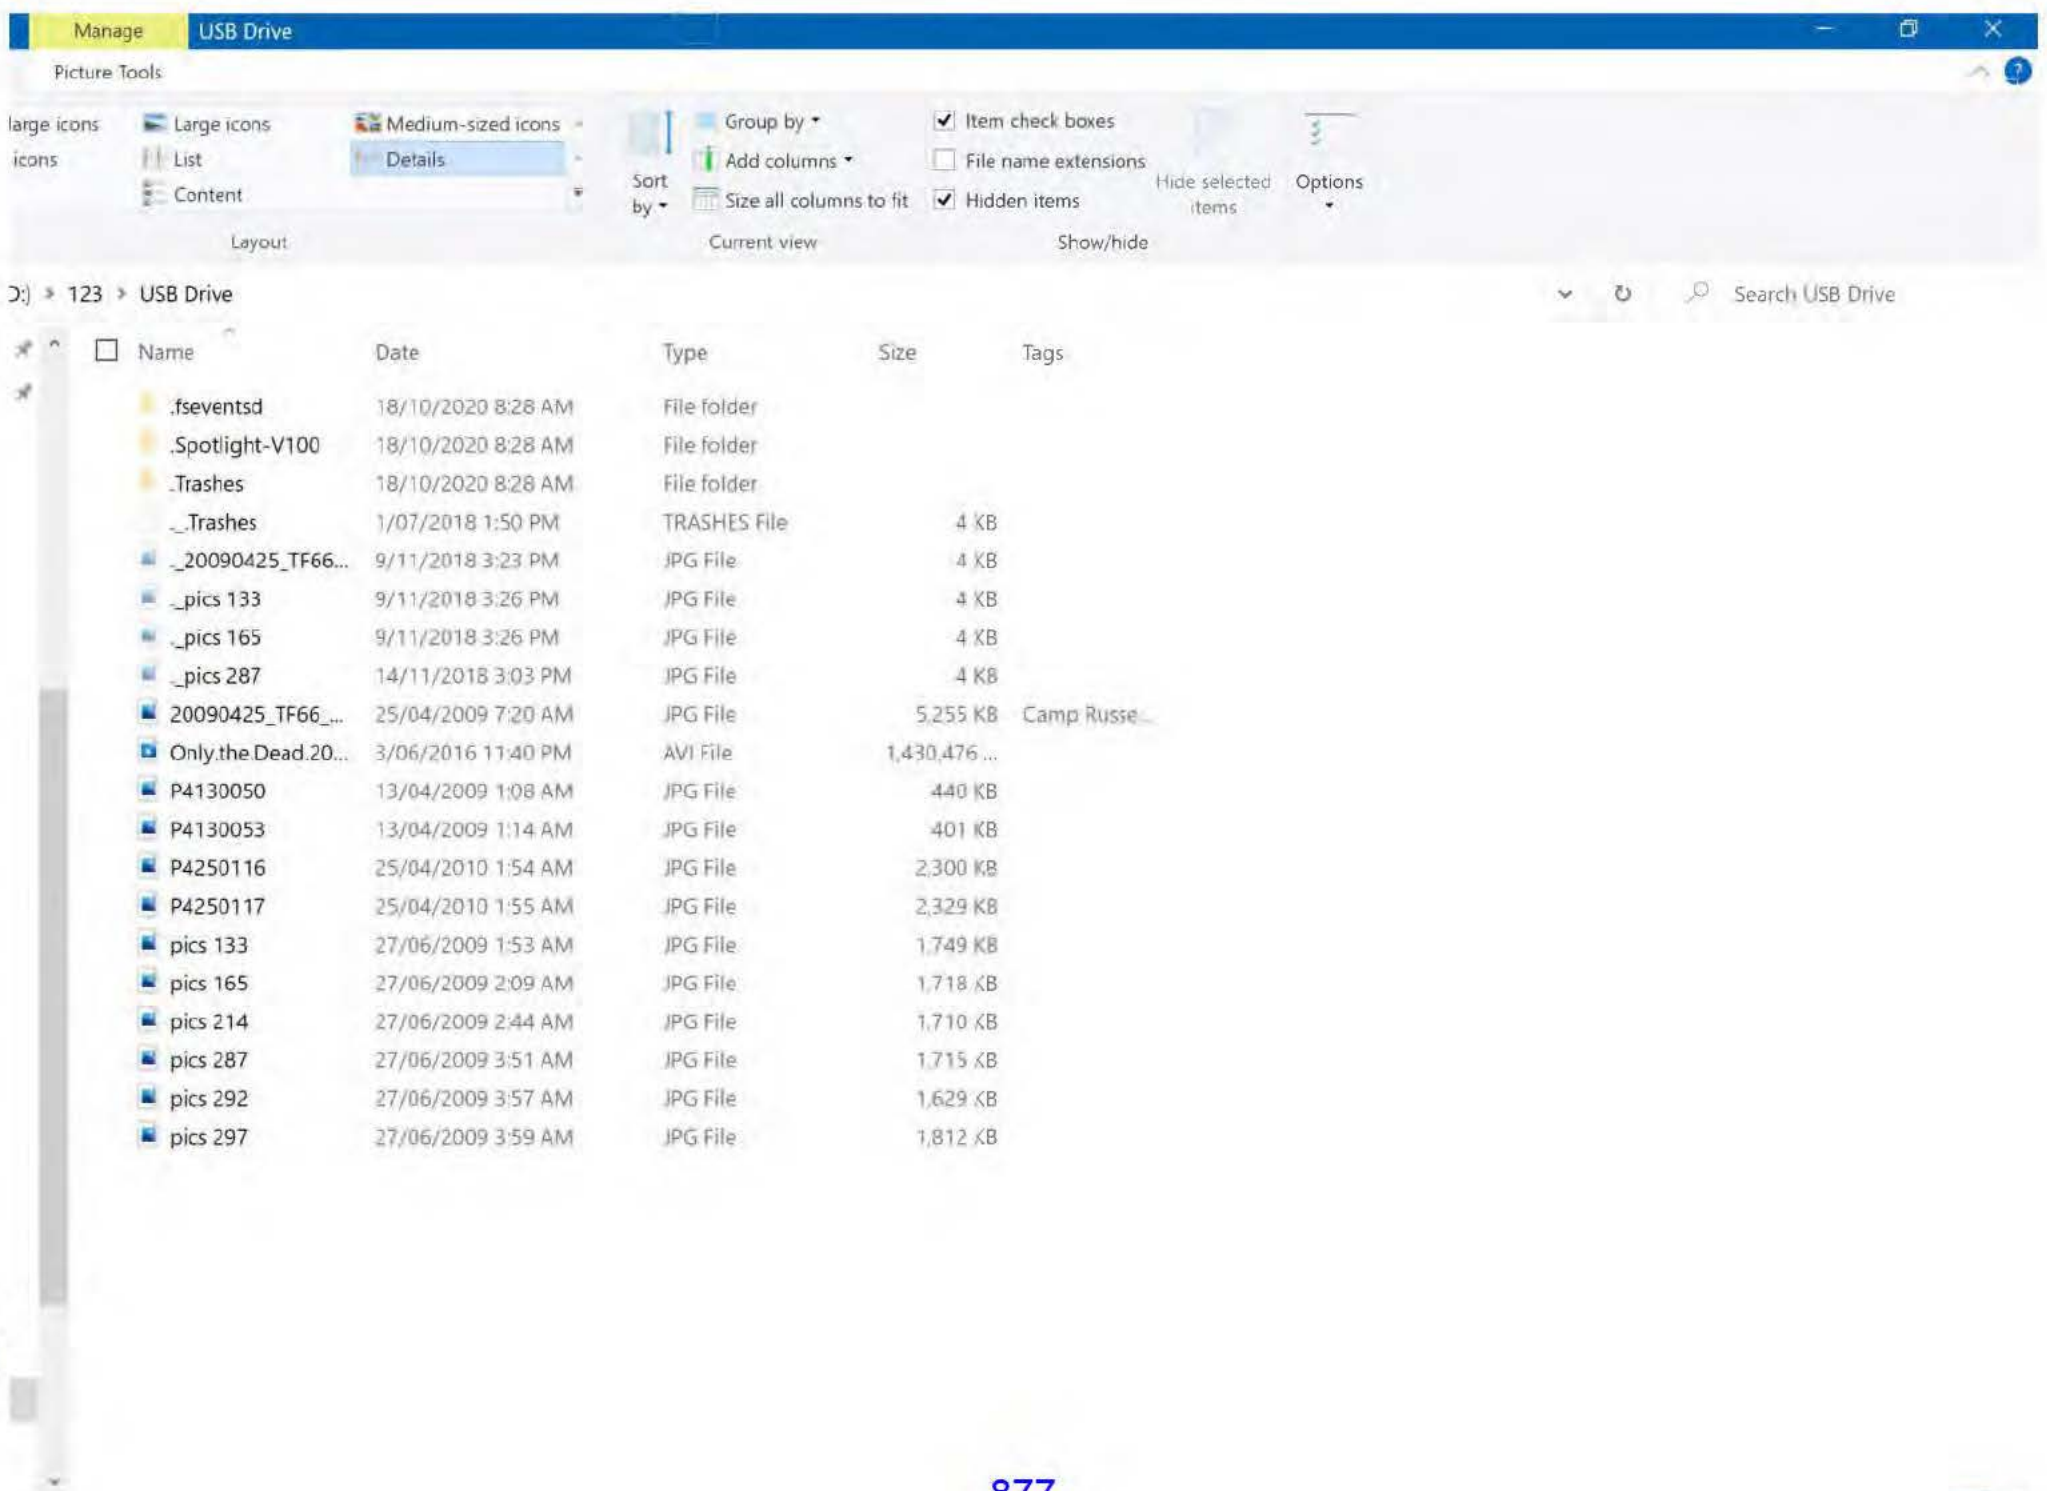 Manage USB Drive
Picture Tools
large icons Large icons Medium-sized icons Group by Item check boxes
icons List Details Add columns File name extensions
Content Sort by Size all columns to fit Hidden items Hide selected items Options
Layout Current view Show/hide
D:) > 123 > USB Drive Search USB Drive
Name Date Type Size Tags
.fseventsd 18/10/2020 8:28 AM File folder
.Spotlight-V100 18/10/2020 8:28 AM File folder
.Trashes 18/10/2020 8:28 AM File folder
._.Trashes 1/07/2018 1:50 PM TRASHES File 4 KB
._20090425_TF66... 9/11/2018 3:23 PM JPG File 4 KB
._pics 133 9/11/2018 3:26 PM JPG File 4 KB
._pics 165 9/11/2018 3:26 PM JPG File 4 KB
._pics 287 14/11/2018 3:03 PM JPG File 4 KB
20090425_TF66_... 25/04/2009 7:20 AM JPG File 5,255 KB Camp Russe...
Only.the.Dead.20... 3/06/2016 11:40 PM AVI File 1,430,476 ...
P4130050 13/04/2009 1:08 AM JPG File 440 KB
P4130053 13/04/2009 1:14 AM JPG File 401 KB
P4250116 25/04/2010 1:54 AM JPG File 2,300 KB
P4250117 25/04/2010 1:55 AM JPG File 2,329 KB
pics 133 27/06/2009 1:53 AM JPG File 1,749 KB
pics 165 27/06/2009 2:09 AM JPG File 1,718 KB
pics 214 27/06/2009 2:44 AM JPG File 1,710 KB
pics 287 27/06/2009 3:51 AM JPG File 1,715 KB
pics 292 27/06/2009 3:57 AM JPG File 1,629 KB
pics 297 27/06/2009 3:59 AM JPG File 1,812 KB
877